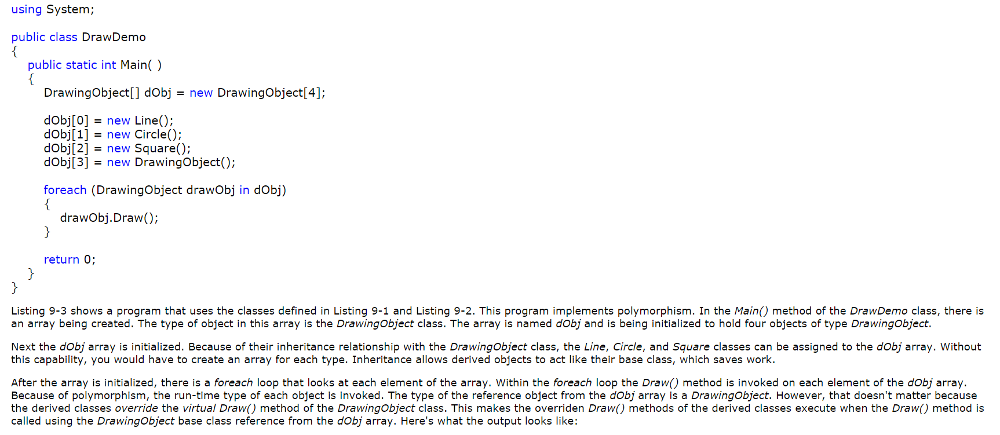 using System;
public class DrawDemo
{
public static int Main( )
{
DrawingObject[] dObj = new DrawingObject[4];
dObj[0] = new Line();
dObj[1] = new Circle();
dObj[2] = new Square();
dObj[3] = new DrawingObject();
foreach (DrawingObject drawObj in dObj)
{
drawObj.Draw();
}
return 0;
}
}
Listing 9-3 shows a program that uses the classes defined in Listing 9-1 and Listing 9-2. This program implements polymorphism. In the Main() method of the DrawDemo class, there is
an array being created. The type of object in this array is the DrawingObject class. The array is named dObj and is being initialized to hold four objects of type DrawingObject.
Next the dObj array is initialized. Because of their inheritance relationship with the DrawingObject class, the Line, Circle, and Square classes can be assigned to the dObj array. Without
this capability, you would have to create an array for each type. Inheritance allows derived objects to act like their base class, which saves work.
After the array is initialized, there is a foreach loop that looks at each element of the array. Within the foreach loop the Draw() method is invoked on each element of the dObj array.
Because of polymorphism, the run-time type of each object is invoked. The type of the reference object from the dObj array is a DrawingObject. However, that doesn't matter because
the derived classes override the virtual Draw() method of the DrawingObject class. This makes the overriden Draw() methods of the derived classes execute when the Draw() method is
called using the DrawingObject base class reference from the dObj array. Here's what the output looks like: